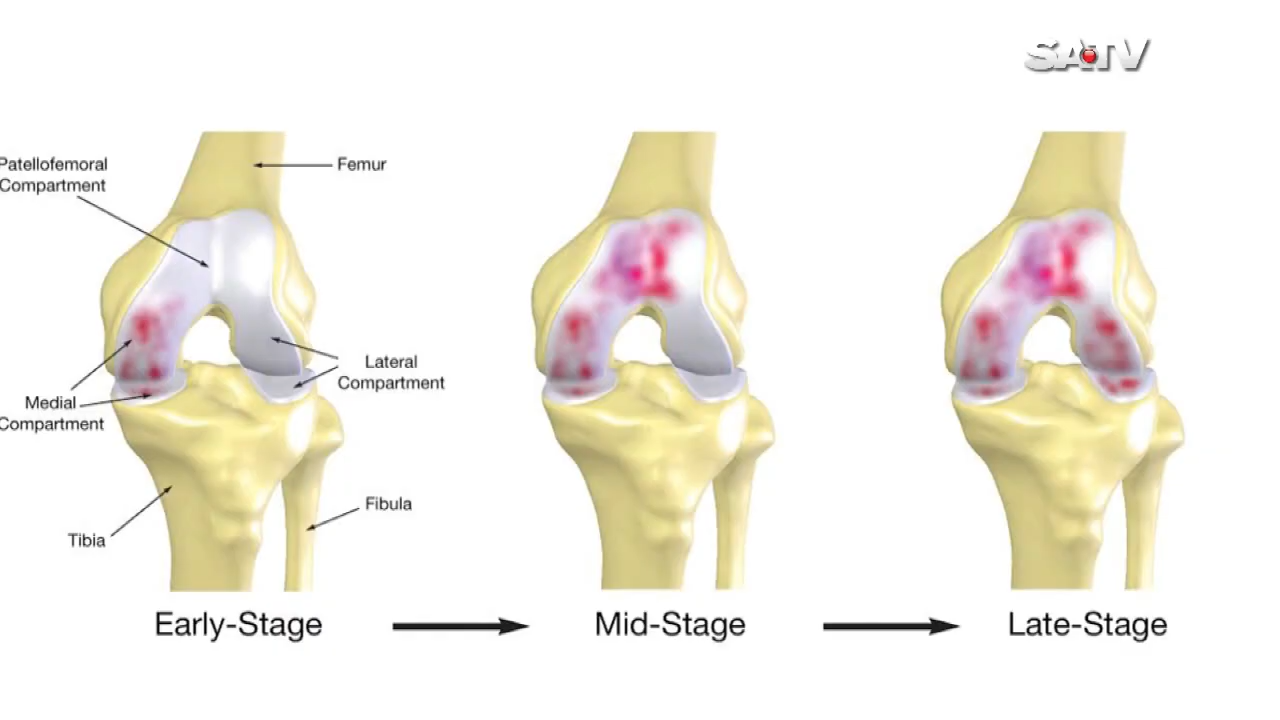 SATV
Patellofemoral
Compartment
Femur
Lateral
Compartment
Medial
Compartment
Fibula
Tibia
Early-Stage
Mid-Stage
Late-Stage